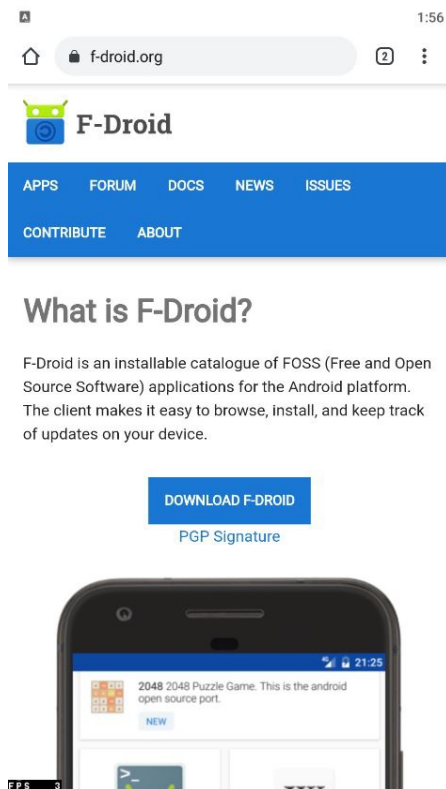 A
1:56
f-droid.org
2
F-Droid
APPS FORUM DOCS NEWS ISSUES
CONTRIBUTE ABOUT
What is F-Droid?
F-Droid is an installable catalogue of FOSS (Free and Open
Source Software) applications for the Android platform.
The client makes it easy to browse, install, and keep track
of updates on your device.
DOWNLOAD F-DROID
PGP Signature
4G 21:25
2048 2048 Puzzle Game. This is the android
open source port.
NEW
>_
FPS 3